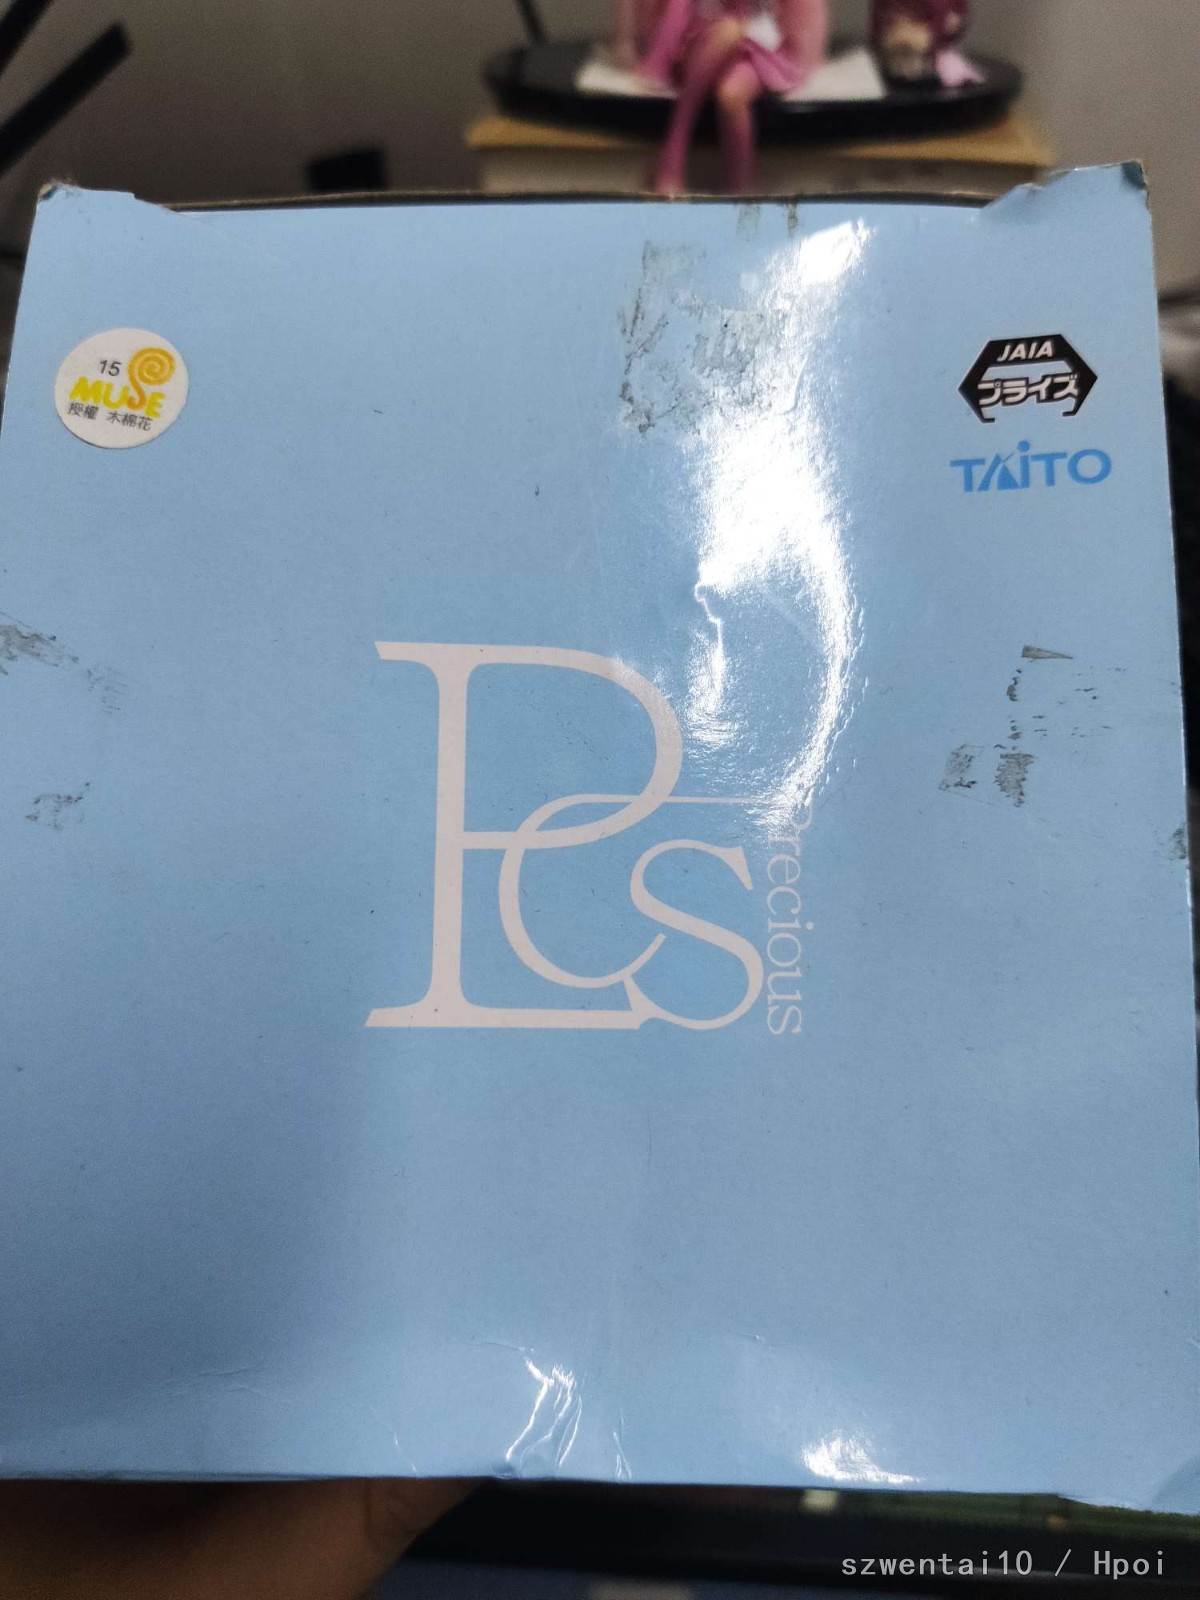 15
MUSE
授權 木棉花
JAIA
プライズ
TAITO
PCS
Precious
szwentai10 / Hpoi